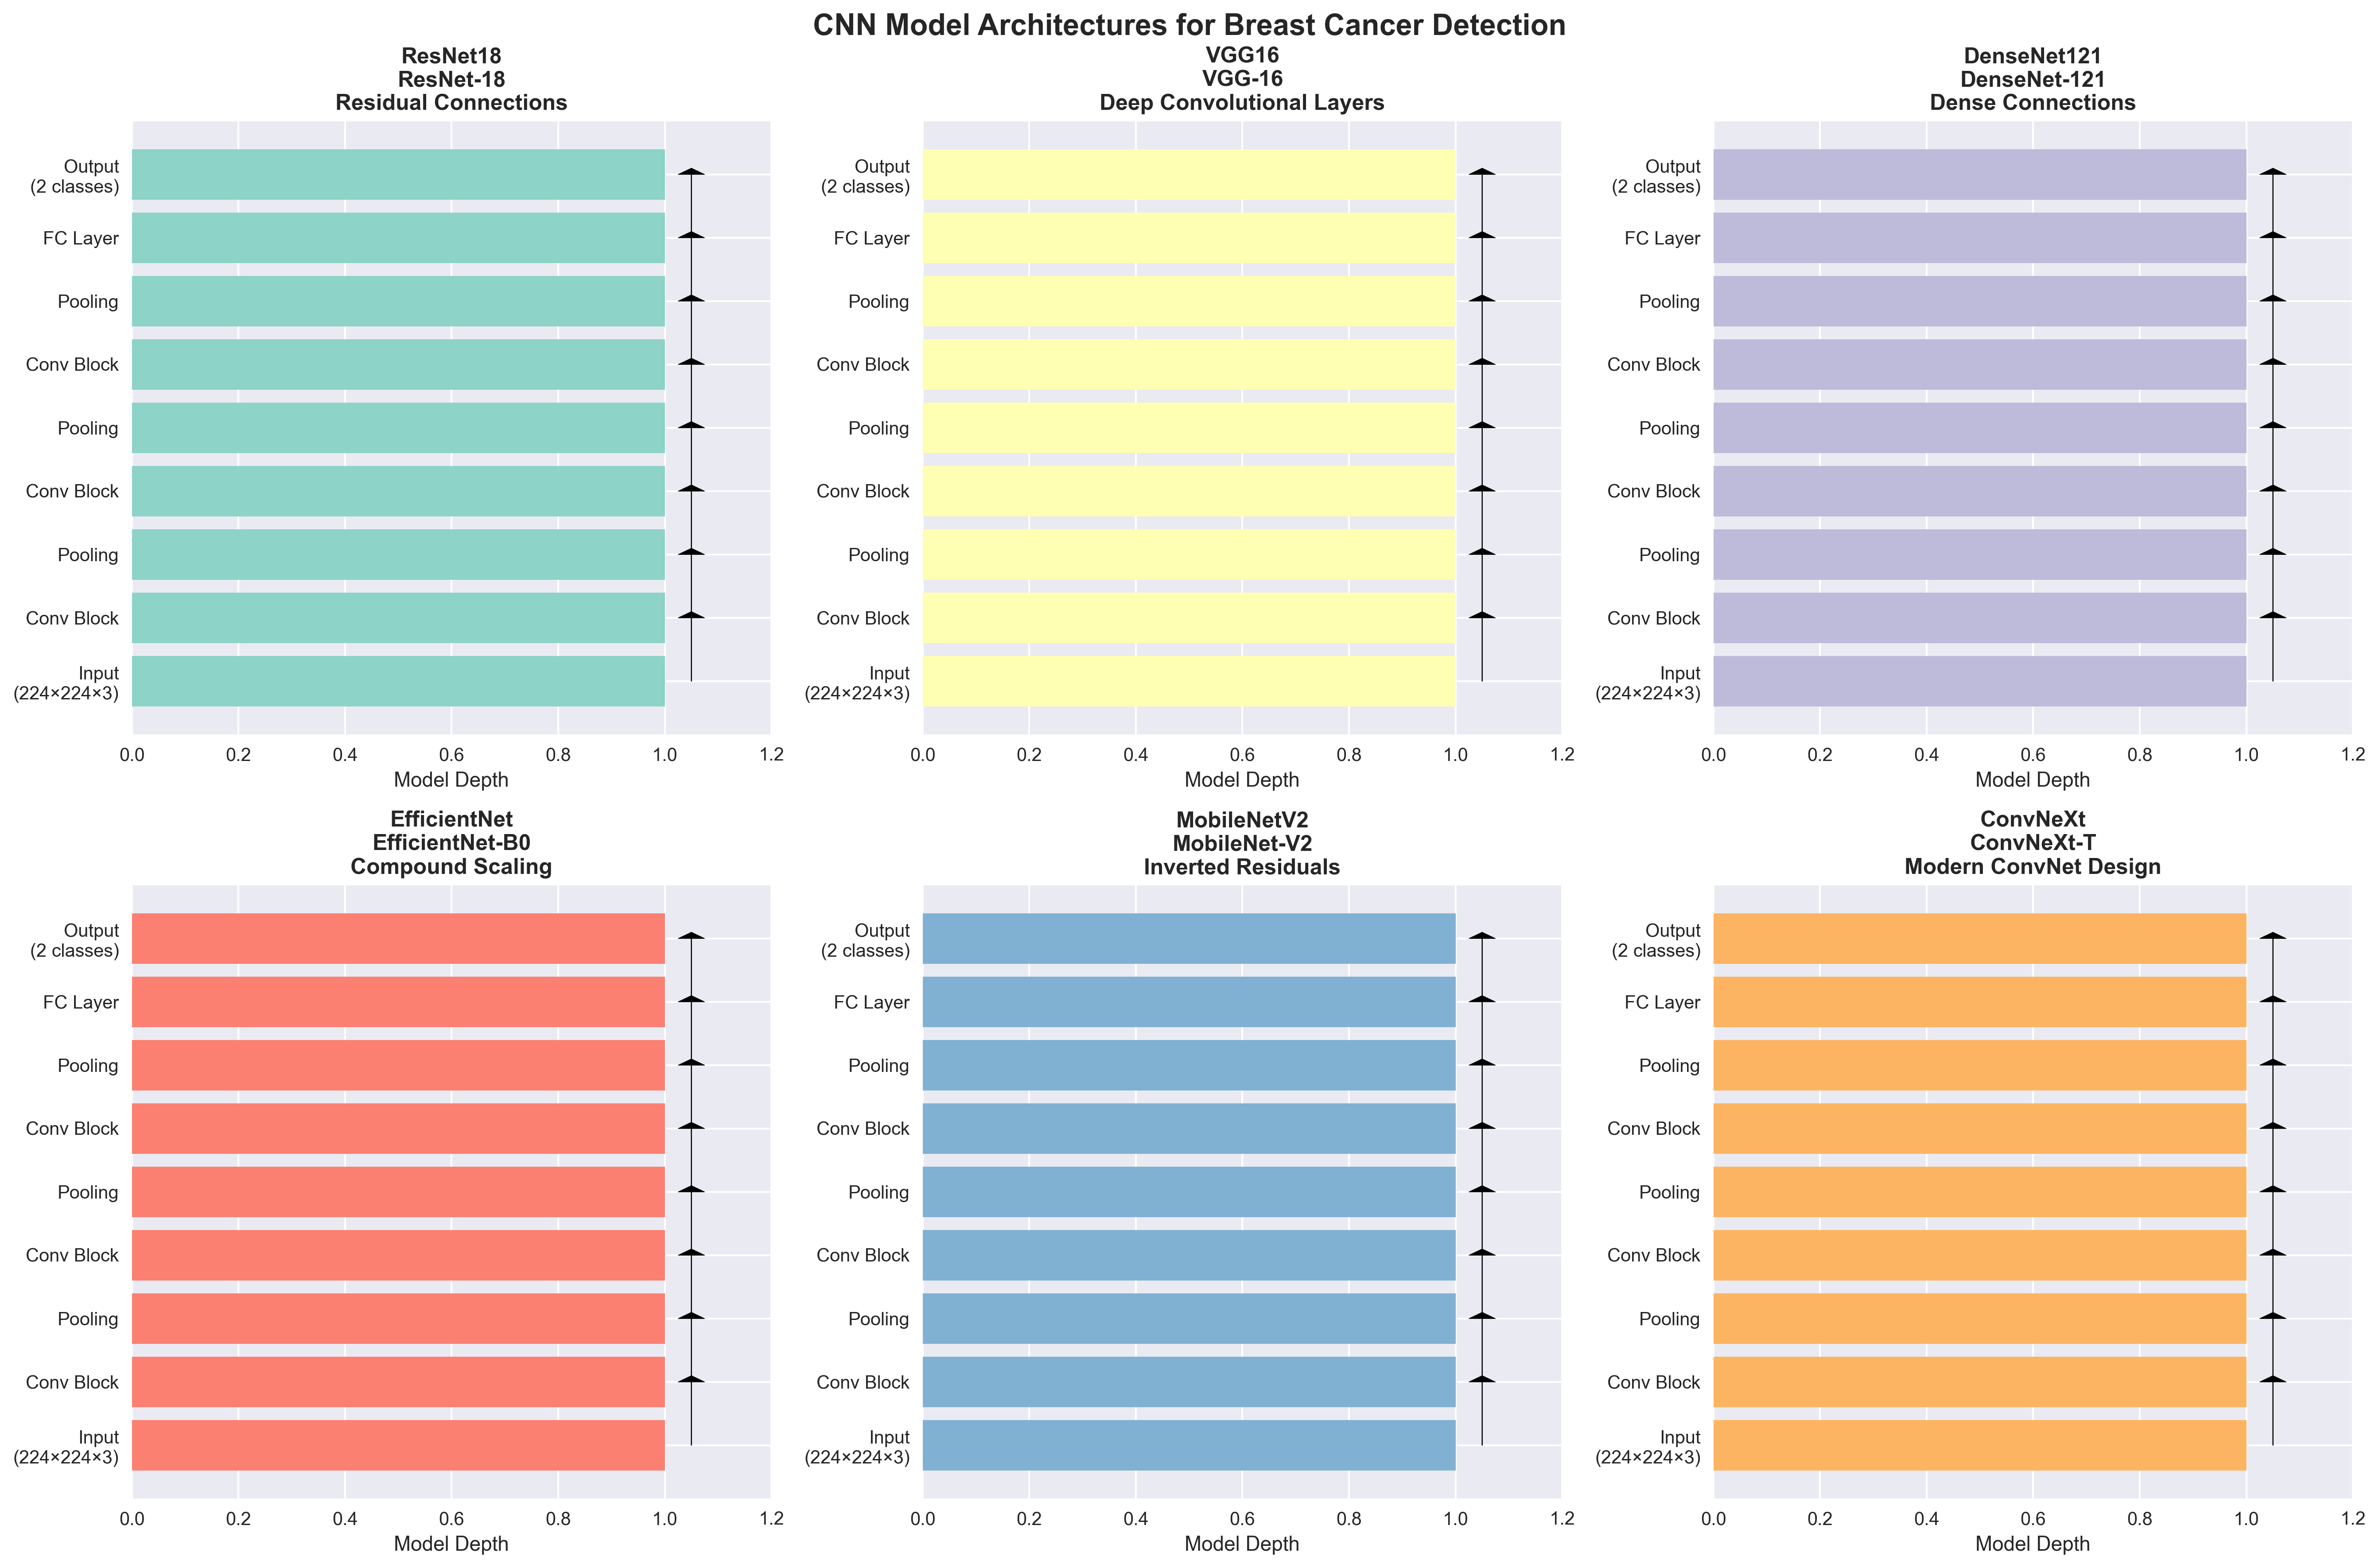 CNN Model Architectures for Breast Cancer Detection
ResNet18
ResNet-18
Residual Connections
Output
(2 classes)
FC Layer
Pooling
Conv Block
Pooling
Conv Block
Pooling
Conv Block
Input
(224×224×3)
0.0 0.2 0.4 0.6 0.8 1.0 1.2
Model Depth
VGG16
VGG-16
Deep Convolutional Layers
Output
(2 classes)
FC Layer
Pooling
Conv Block
Pooling
Conv Block
Pooling
Conv Block
Input
(224×224×3)
0.0 0.2 0.4 0.6 0.8 1.0 1.2
Model Depth
DenseNet121
DenseNet-121
Dense Connections
Output
(2 classes)
FC Layer
Pooling
Conv Block
Pooling
Conv Block
Pooling
Conv Block
Input
(224×224×3)
0.0 0.2 0.4 0.6 0.8 1.0 1.2
Model Depth
EfficientNet
EfficientNet-B0
Compound Scaling
Output
(2 classes)
FC Layer
Pooling
Conv Block
Pooling
Conv Block
Pooling
Conv Block
Input
(224×224×3)
0.0 0.2 0.4 0.6 0.8 1.0 1.2
Model Depth
MobileNetV2
MobileNet-V2
Inverted Residuals
Output
(2 classes)
FC Layer
Pooling
Conv Block
Pooling
Conv Block
Pooling
Conv Block
Input
(224×224×3)
0.0 0.2 0.4 0.6 0.8 1.0 1.2
Model Depth
ConvNeXt
ConvNeXt-T
Modern ConvNet Design
Output
(2 classes)
FC Layer
Pooling
Conv Block
Pooling
Conv Block
Pooling
Conv Block
Input
(224×224×3)
0.0 0.2 0.4 0.6 0.8 1.0 1.2
Model Depth